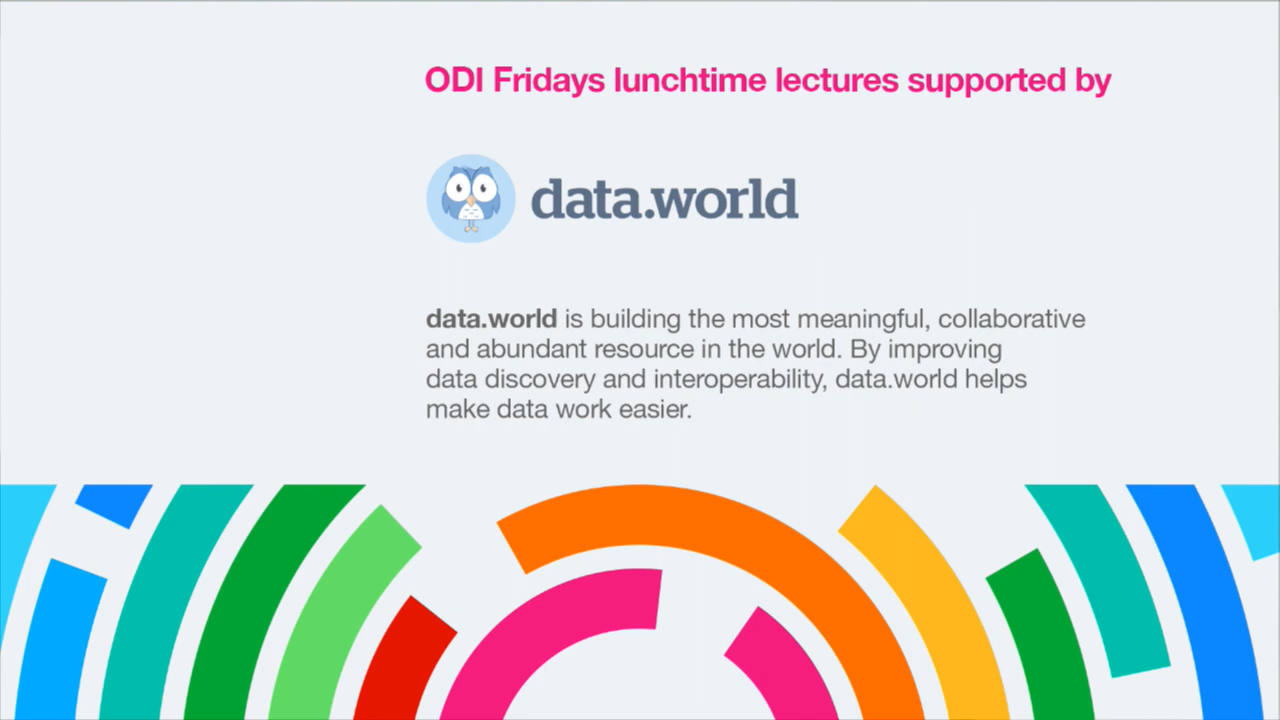 ODI Fridays lunchtime lectures supported by
data.world
data.world is building the most meaningful, collaborative
and abundant resource in the world. By improving
data discovery and interoperability, data.world helps
make data work easier.